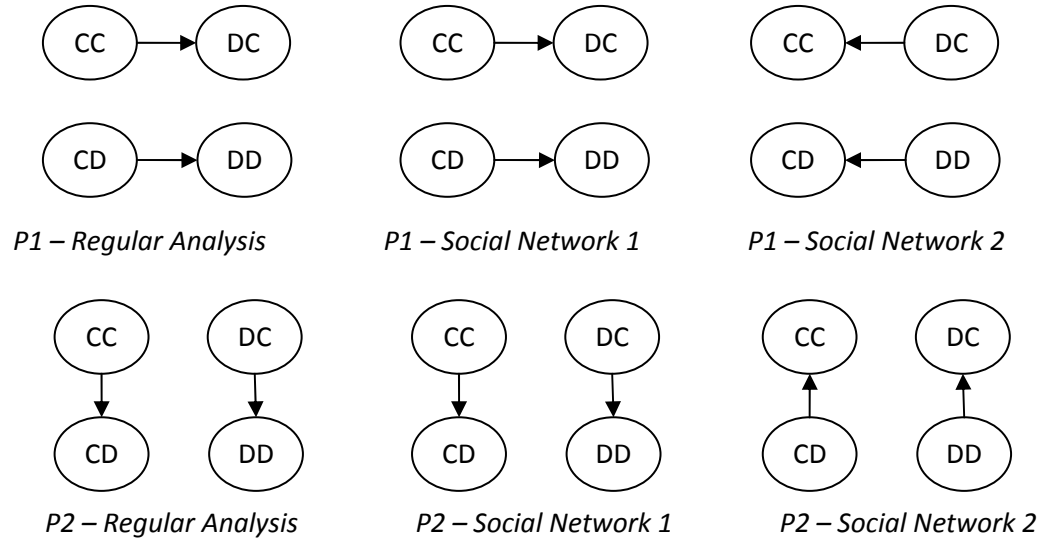 CC DC CC DC CC DC
CD DD CD DD CD DD
P1 – Regular Analysis P1 – Social Network 1 P1 – Social Network 2
CC DC CC DC CC DC
CD DD CD DD CD DD
P2 – Regular Analysis P2 – Social Network 1 P2 – Social Network 2